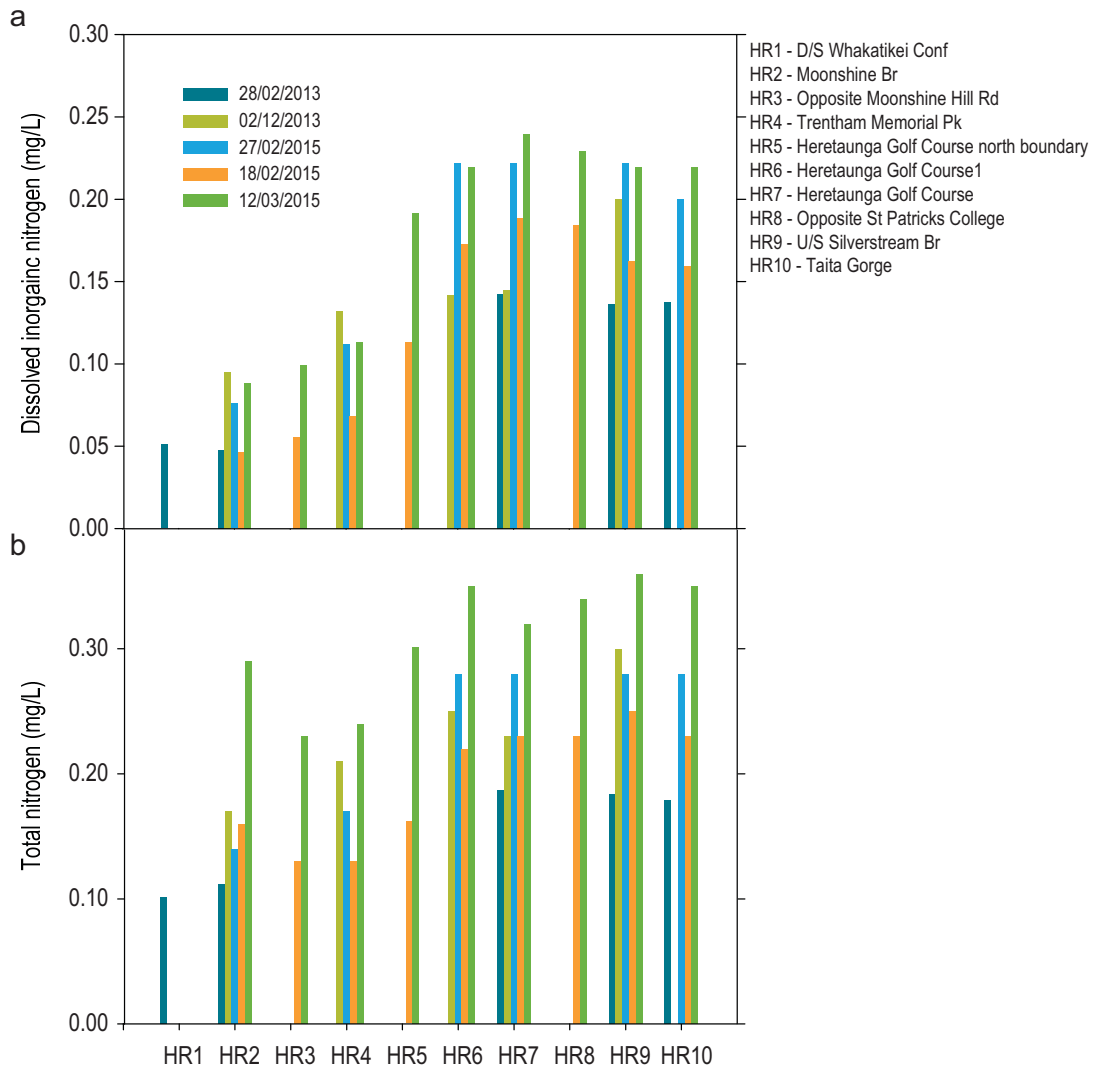 a
0.30
0.25
0.20
0.15
0.10
0.05
0.00
Dissolved inorgainc nitrogen (mg/L)
28/02/2013
02/12/2013
27/02/2015
18/02/2015
12/03/2015
HR1 - D/S Whakatikei Conf
HR2 - Moonshine Br
HR3 - Opposite Moonshine Hill Rd
HR4 - Trentham Memorial Pk
HR5 - Heretaunga Golf Course north boundary
HR6 - Heretaunga Golf Course1
HR7 - Heretaunga Golf Course
HR8 - Opposite St Patricks College
HR9 - U/S Silverstream Br
HR10 - Taita Gorge
b
0.30
0.20
0.10
0.00
Total nitrogen (mg/L)
HR1 HR2 HR3 HR4 HR5 HR6 HR7 HR8 HR9 HR10